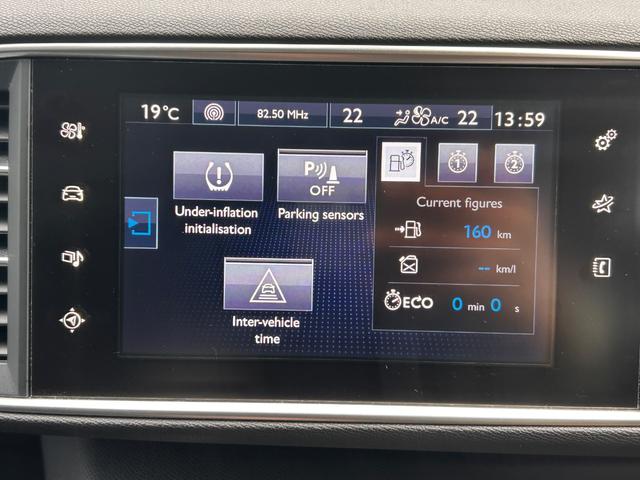 19°C 82.50 MHz 22 A/C 22 13:59
P OFF
1 2
Under-inflation
initialisation
Parking sensors
Inter-vehicle
time
Current figures
160 km
-- km/l
ECO 0 min 0 s